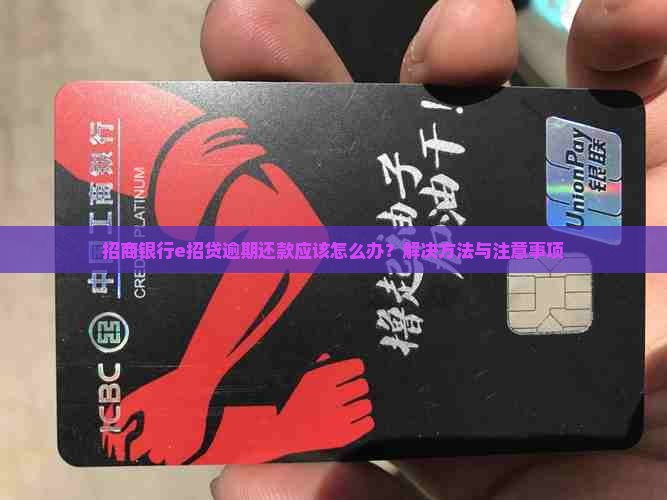 中国工商银行
CREDIT PLATINUM
ICBC
撸起袖子
加油干！
UnionPay
银联
招商银行e招贷逾期还款应该怎么办？解决方法与注意事项